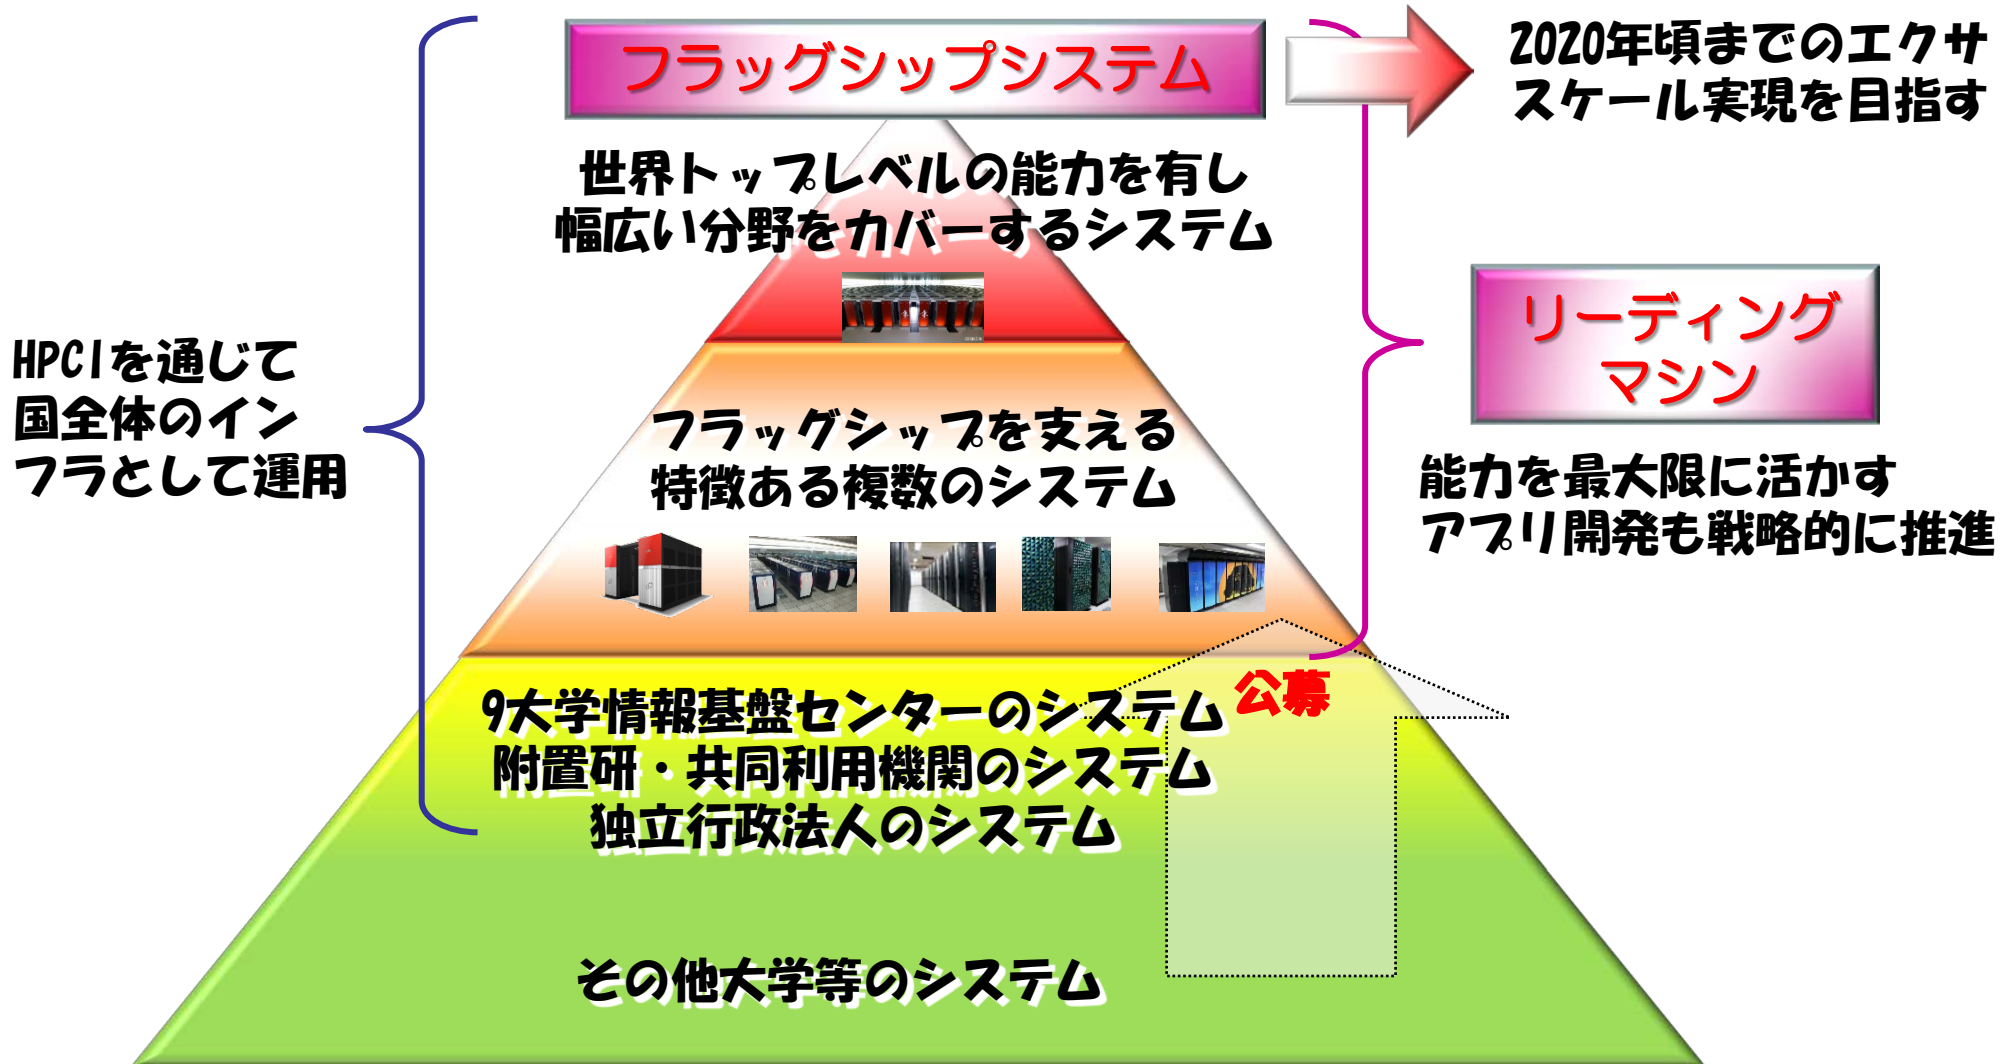 フラッグシップシステム
2020年頃までのエクサ
スケール実現を目指す
世界トップレベルの能力を有し
幅広い分野をカバーするシステム
リーディング
マシン
HPCIを通じて
国全体のイン
フラとして運用
フラッグシップを支える
特徴ある複数のシステム
能力を最大限に活かす
アプリ開発も戦略的に推進
公募
9大学情報基盤センターのシステム
附置研・共同利用機関のシステム
独立行政法人のシステム
その他大学等のシステム